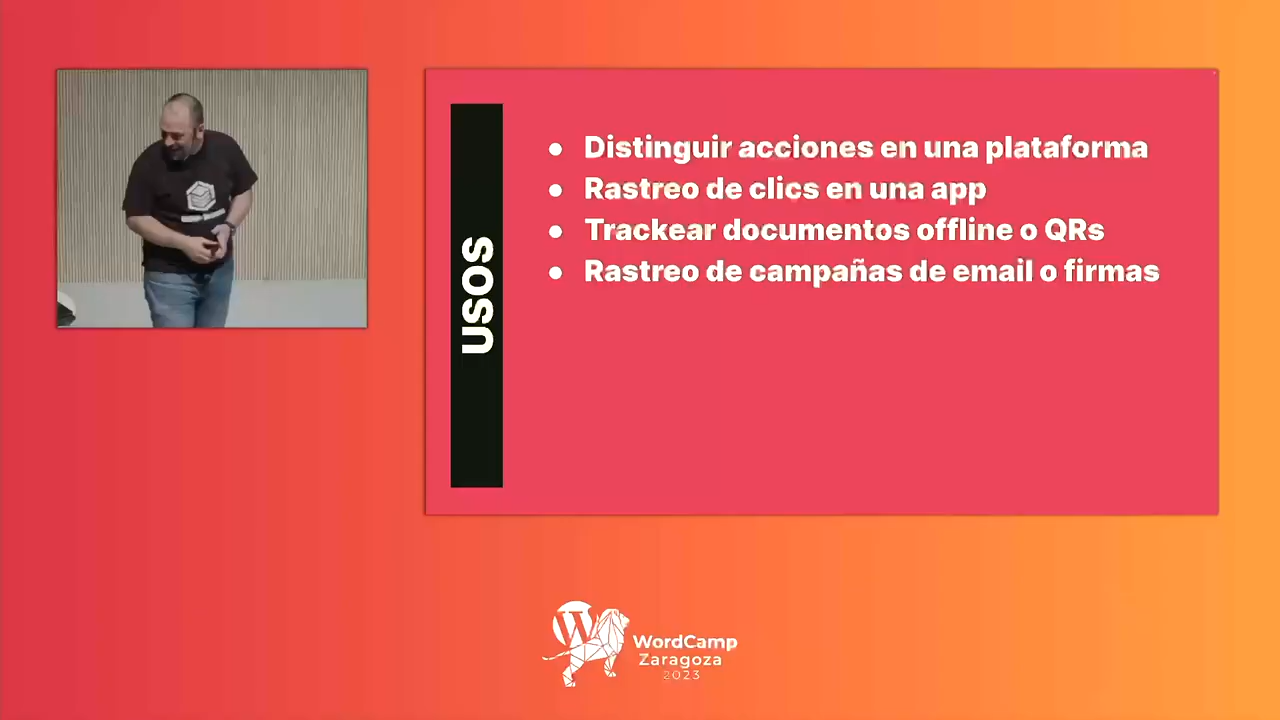 USOS
● Distinguir acciones en una plataforma
● Rastreo de clics en una app
● Trackear documentos offline o QRs
● Rastreo de campañas de email o firmas
WordCamp
Zaragoza
2023